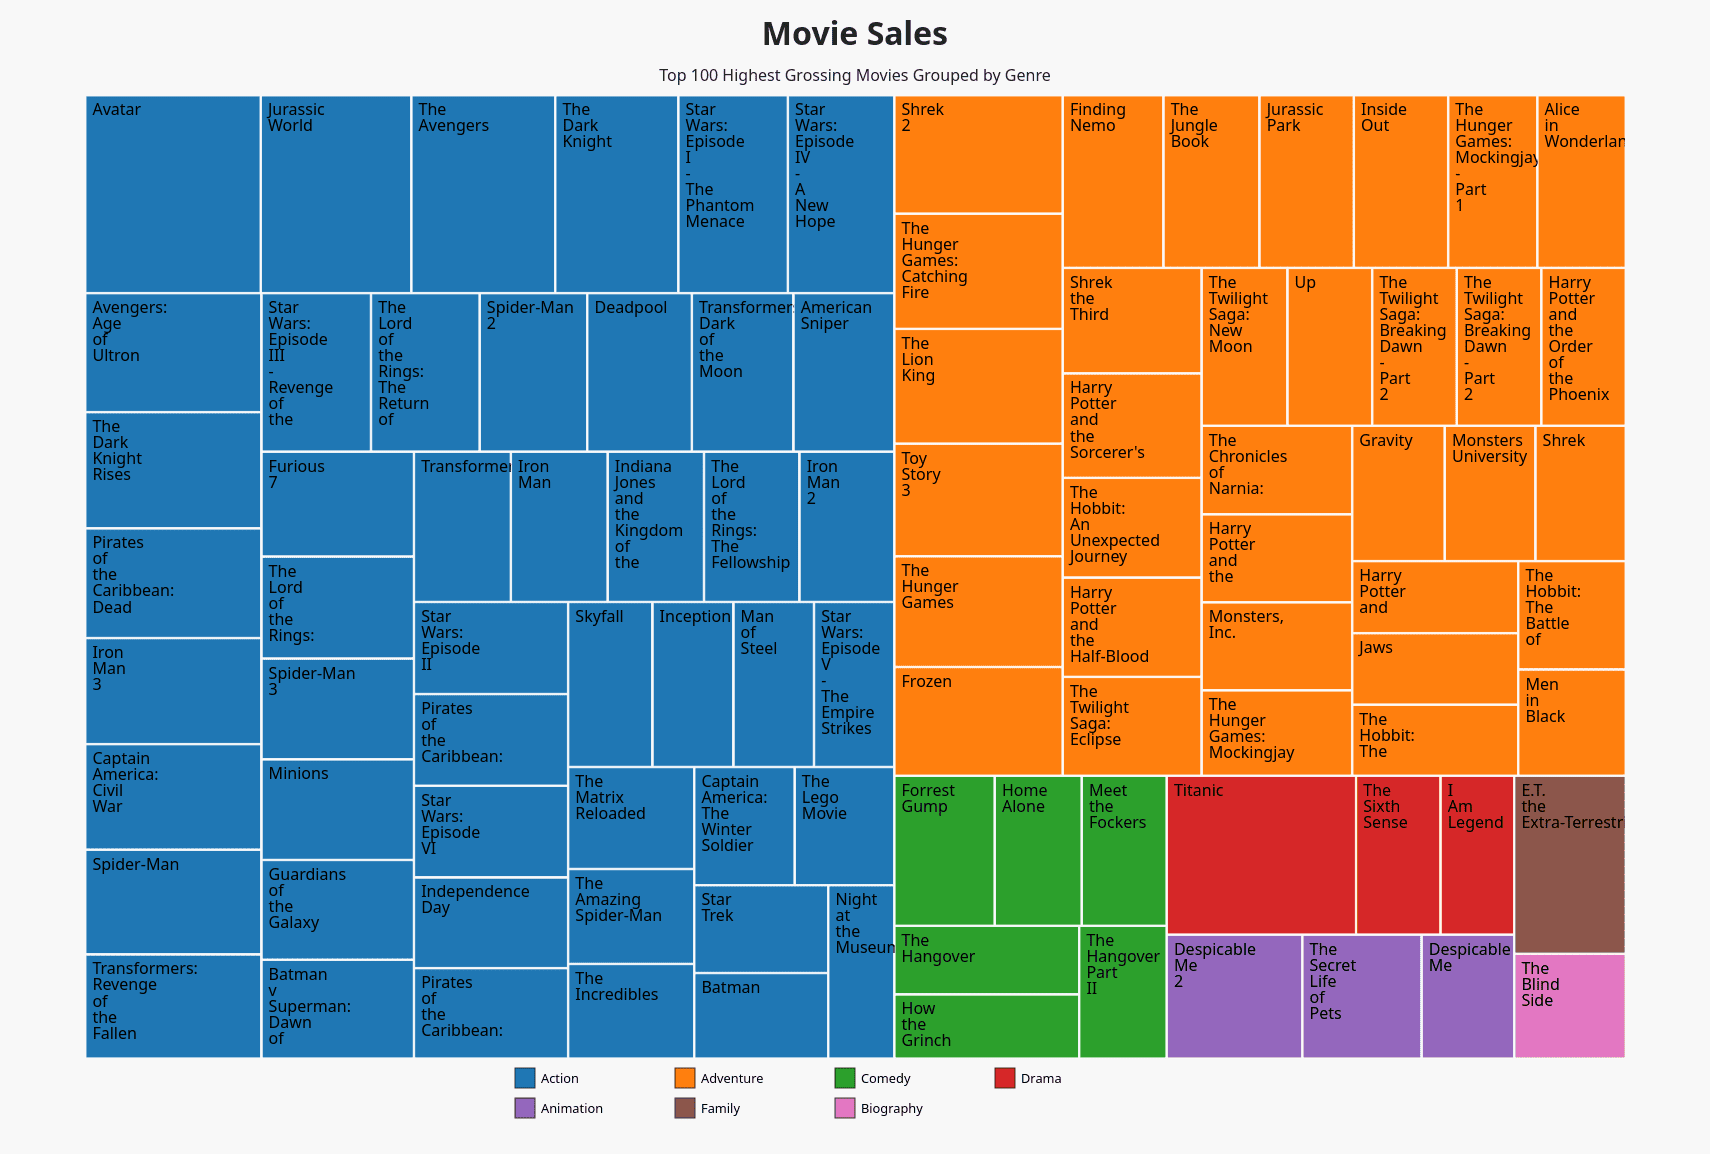 Movie Sales
Top 100 Highest Grossing Movies Grouped by Genre
Avatar
Jurassic
World
The
Avengers
The
Dark
Knight
Star
Wars:
Episode
I
-
The
Phantom
Menace
Star
Wars:
Episode
IV
-
A
New
Hope
Avengers:
Age
of
Ultron
The
Dark
Knight
Rises
Pirates
of
the
Caribbean:
Dead
Iron
Man
3
Captain
America:
Civil
War
Spider-Man
Transformers:
Revenge
of
the
Fallen
Star
Wars:
Episode
III
-
Revenge
of
the
The
Lord
of
the
Rings:
The
Return
of
Spider-Man
2
Deadpool
Transformers
Dark
of
the
Moon
American
Sniper
Furious
7
The
Lord
of
the
Rings:
Spider-Man
3
Minions
Guardians
of
the
Galaxy
Batman
v
Superman:
Dawn
of
Transformer
Iron
Man
Indiana
Jones
and
the
Kingdom
of
the
The
Lord
of
the
Rings:
The
Fellowship
Iron
Man
2
Star
Wars:
Episode
II
Pirates
of
the
Caribbean:
Star
Wars:
Episode
VI
Independence
Day
Pirates
of
the
Caribbean:
Skyfall
Inception
Man
of
Steel
Star
Wars:
Episode
V
-
The
Empire
Strikes
The
Matrix
Reloaded
The
Amazing
Spider-Man
The
Incredibles
Captain
America:
The
Winter
Soldier
The
Lego
Movie
Star
Trek
Batman
Night
at
the
Museum
Shrek
2
The
Hunger
Games:
Catching
Fire
The
Lion
King
Toy
Story
3
The
Hunger
Games
Frozen
Finding
Nemo
The
Jungle
Book
Jurassic
Park
Inside
Out
The
Hunger
Games:
Mockingjay
-
Part
1
Alice
in
Wonderlan
Shrek
the
Third
Harry
Potter
and
the
Sorcerer's
The
Hobbit:
An
Unexpected
Journey
Harry
Potter
and
the
Half-Blood
The
Twilight
Saga:
Eclipse
The
Twilight
Saga:
New
Moon
Up
The
Twilight
Saga:
Breaking
Dawn
-
Part
2
The
Twilight
Saga:
Breaking
Dawn
-
Part
2
Harry
Potter
and
the
Order
of
the
Phoenix
The
Chronicles
of
Narnia:
Harry
Potter
and
the
Monsters,
Inc.
The
Hunger
Games:
Mockingjay
Gravity
Monsters
University
Shrek
Harry
Potter
and
Jaws
The
Hobbit:
The
The
Hobbit:
The
Battle
of
Men
in
Black
Forrest
Gump
Home
Alone
Meet
the
Fockers
The
Hangover
How
the
Grinch
The
Hangover
Part
II
Titanic
The
Sixth
Sense
I
Am
Legend
Despicable
Me
2
The
Secret
Life
of
Pets
Despicable
Me
E.T.
the
Extra-Terrestri
The
Blind
Side
Action
Adventure
Comedy
Drama
Animation
Family
Biography